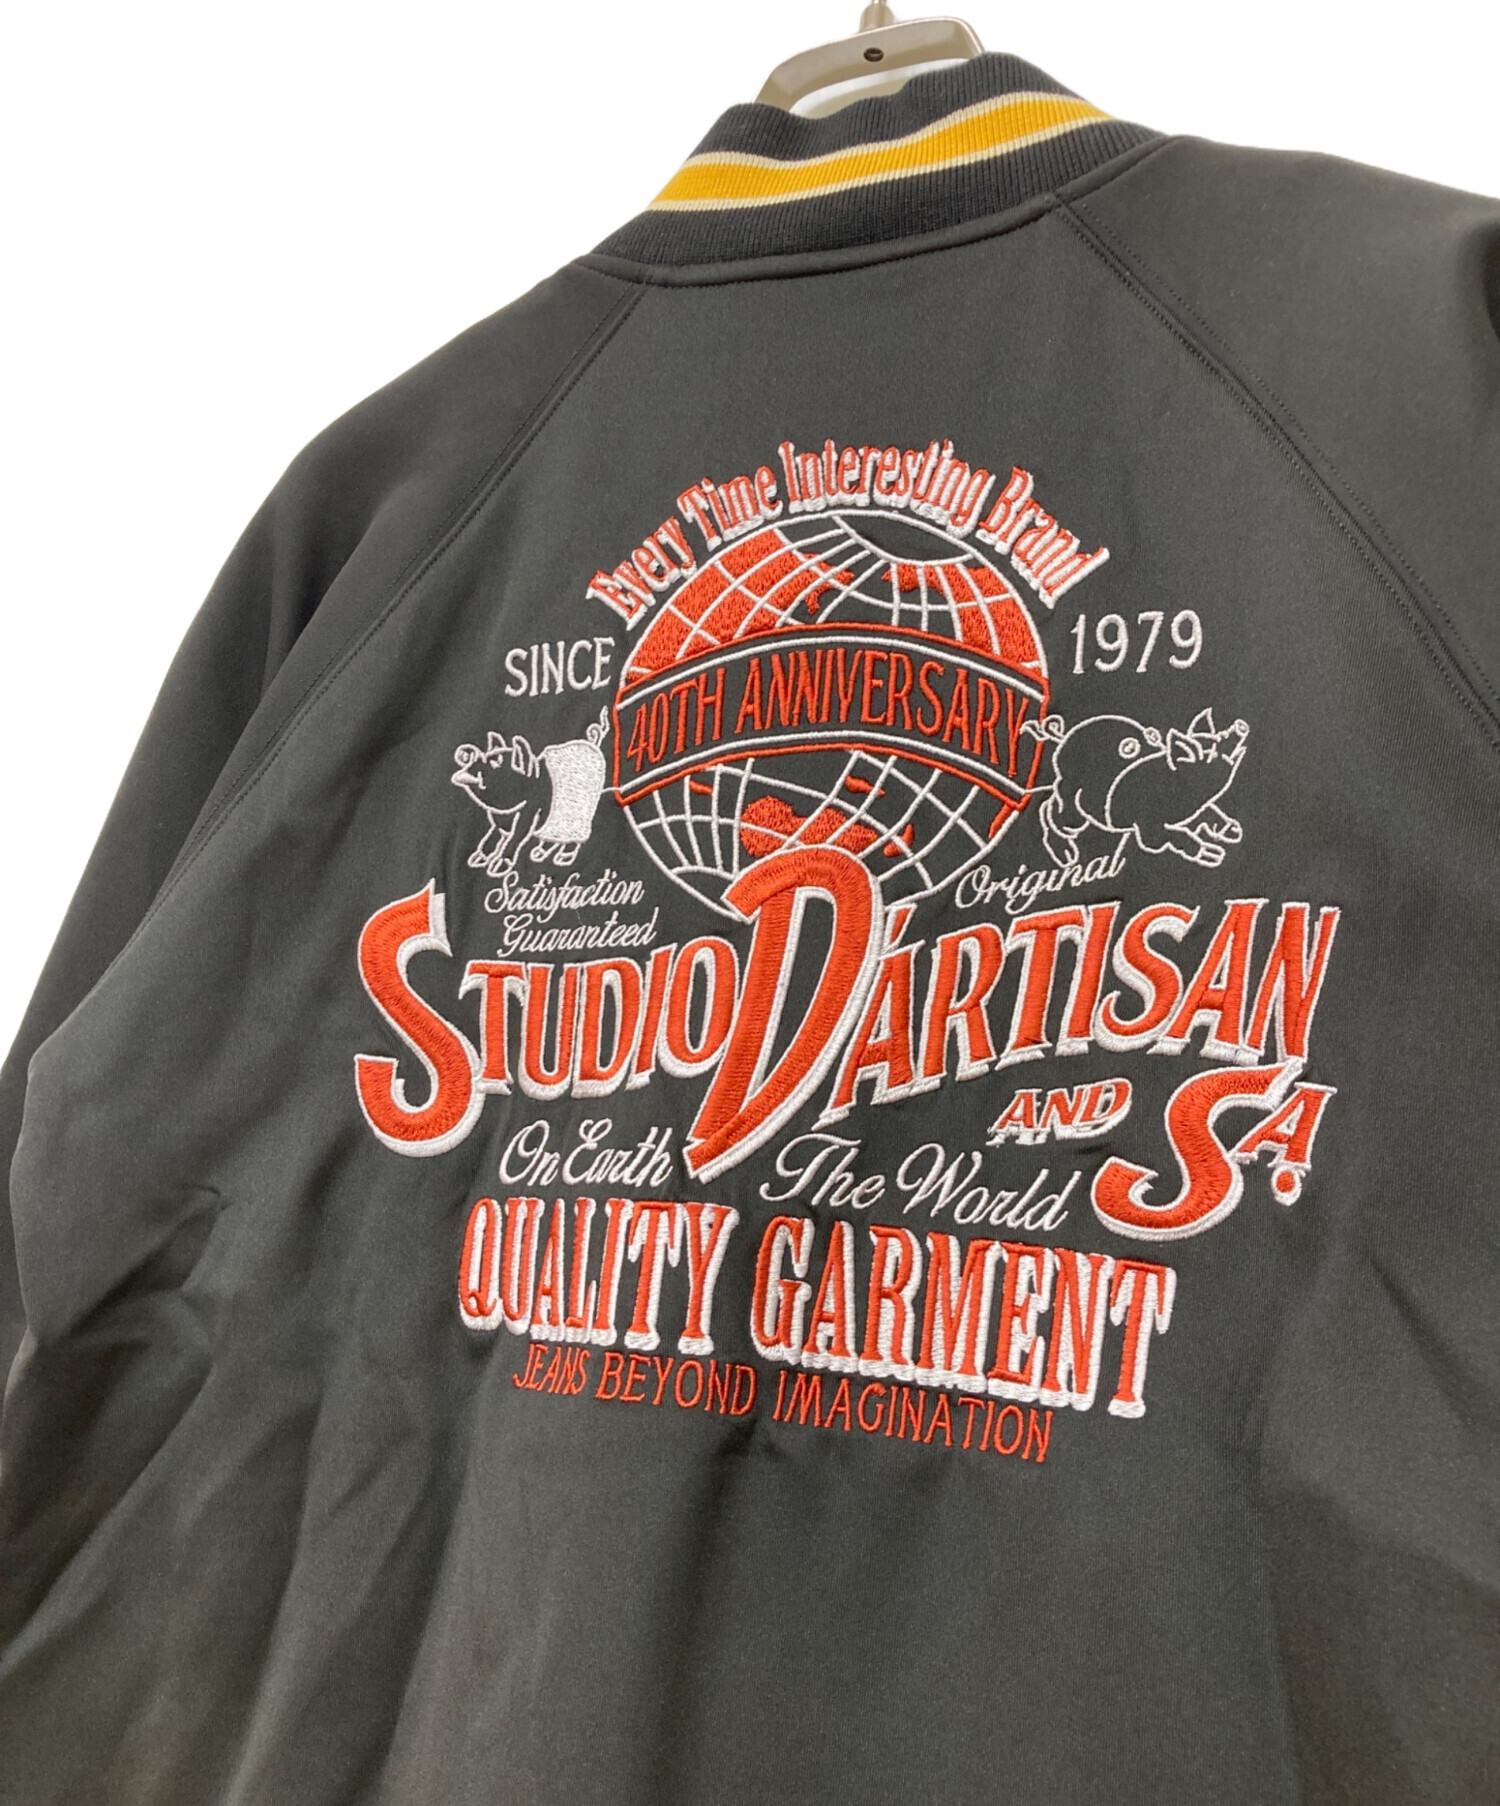 Every Time Interesting Brand
SINCE 1979
40TH ANNIVERSARY
Satisfaction Guaranteed
Original
STUDIO D'ARTISAN
AND SA.
On Earth The World
QUALITY GARMENT
JEANS BEYOND IMAGINATION